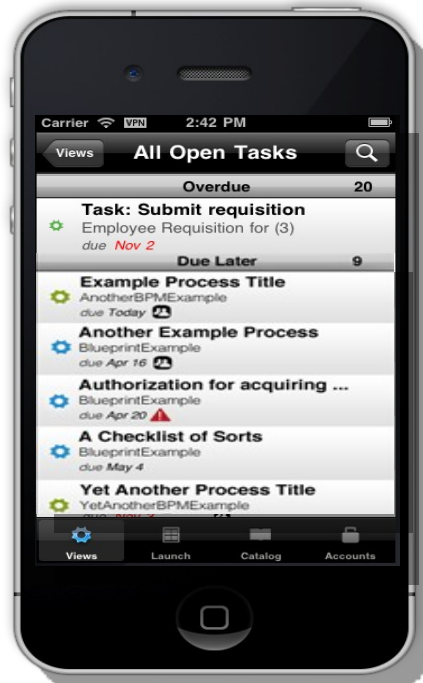 Carrier VPN 2:42 PM
Views All Open Tasks
Overdue 20
Task: Submit requisition
Employee Requisition for (3)
due Nov 2
Due Later 9
Example Process Title
AnotherBPMExample
due Today
Another Example Process
BlueprintExample
due Apr 16
Authorization for acquiring ...
BlueprintExample
due Apr 20
A Checklist of Sorts
BlueprintExample
due May 4
Yet Another Process Title
YetAnotherBPMExample
Views Launch Catalog Accounts